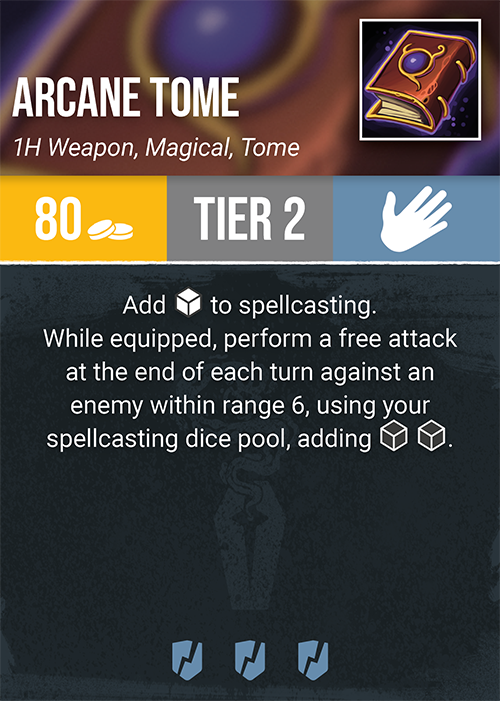 ARCANE TOME
1H Weapon, Magical, Tome
80
TIER 2
Add to spellcasting.
While equipped, perform a free attack
at the end of each turn against an
enemy within range 6, using your
spellcasting dice pool, adding .